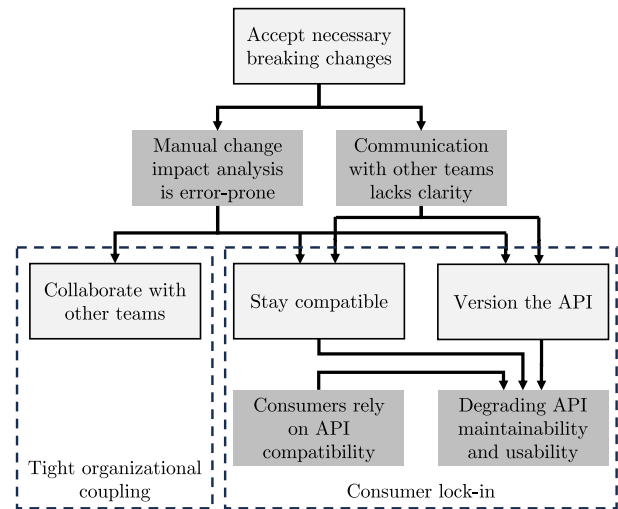 Accept necessary
breaking changes
Manual change
impact analysis
is error-prone
Communication
with other teams
lacks clarity
Collaborate with
other teams
Stay compatible
Version the API
Consumers rely
on API
compatibility
Degrading API
maintainability
and usability
Tight organizational
coupling
Consumer lock-in